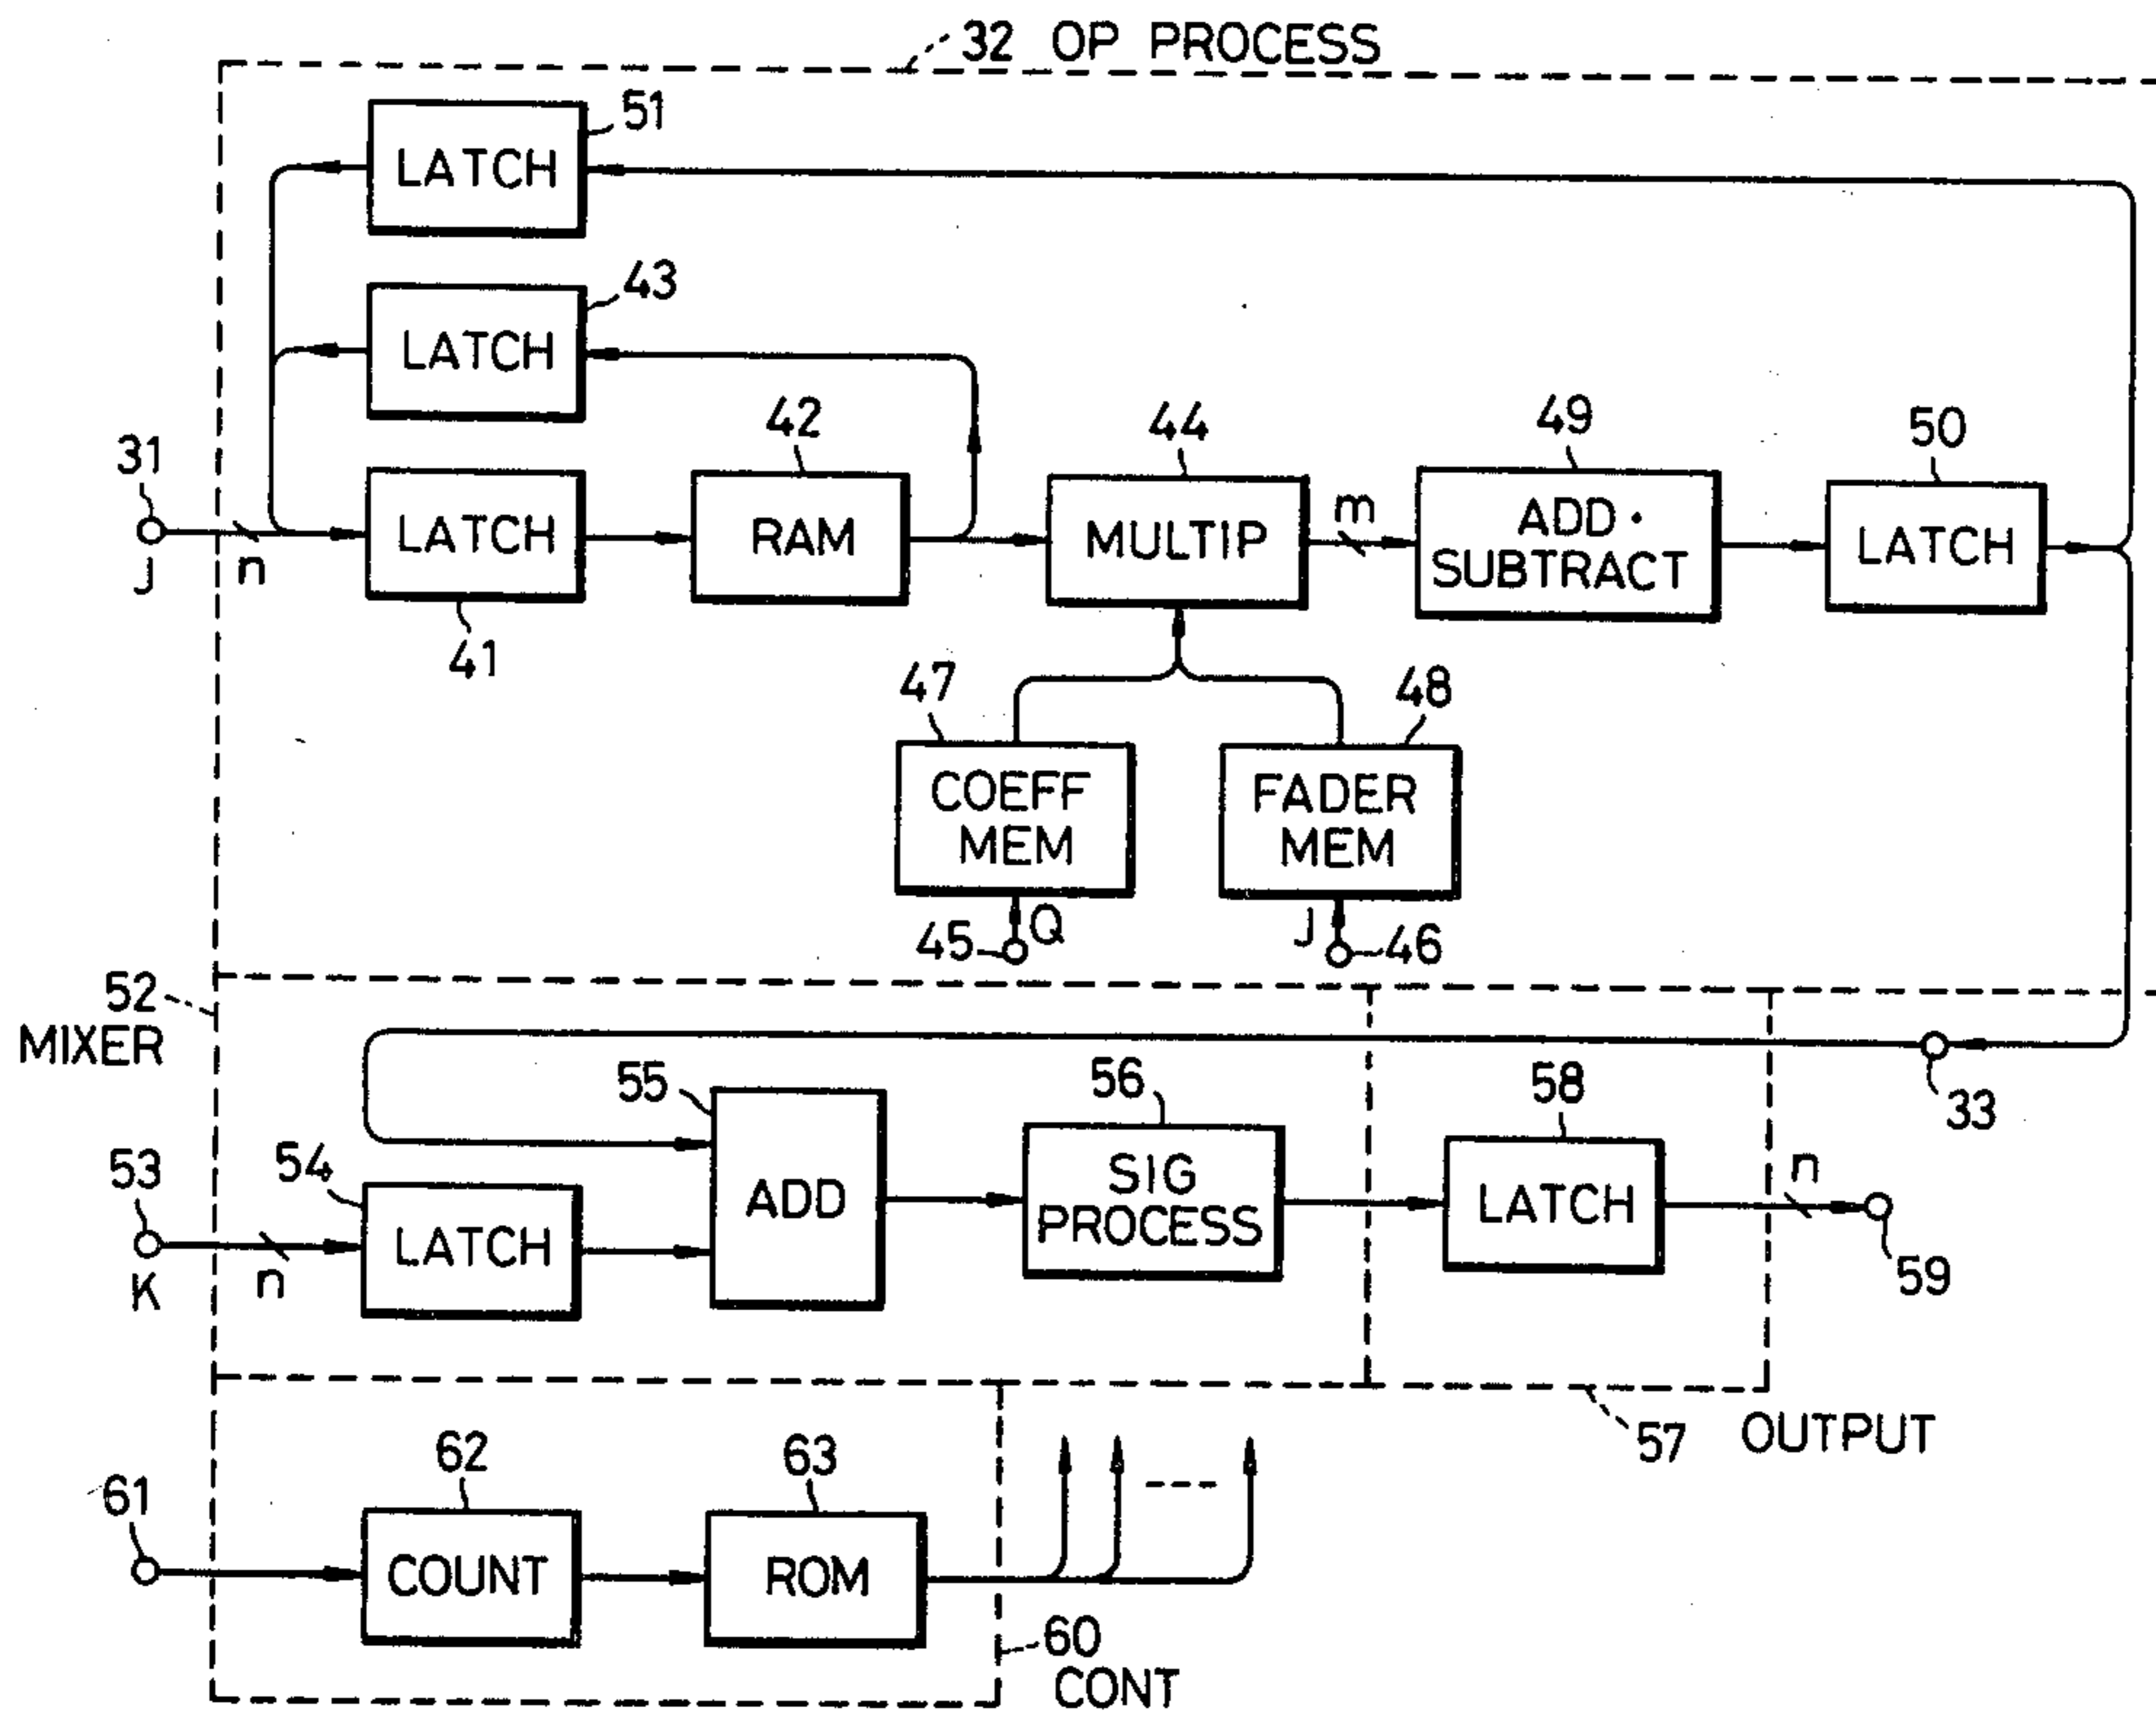 32 OP PROCESS
51
LATCH
43
LATCH
31
J
n
LATCH
41
42
RAM
44
MULTIP
m
49
ADD·
SUBTRACT
50
LATCH
47
COEFF
MEM
45
Q
48
FADER
MEM
J
46
52
MIXER
33
53
K
n
54
LATCH
55
ADD
56
SIG
PROCESS
58
LATCH
n
59
57 OUTPUT
61
62
COUNT
63
ROM
60
CONT